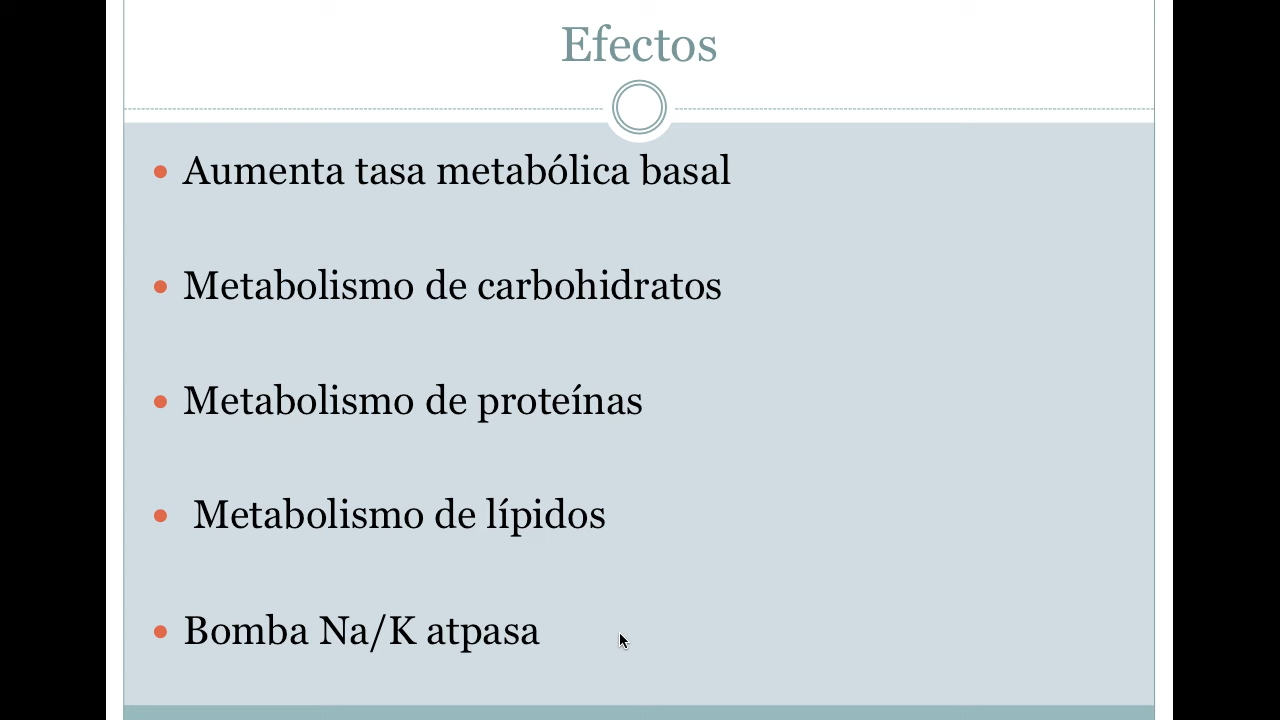 Efectos
Aumenta tasa metabólica basal
Metabolismo de carbohidratos
Metabolismo de proteínas
Metabolismo de lípidos
Bomba Na/K atpasa